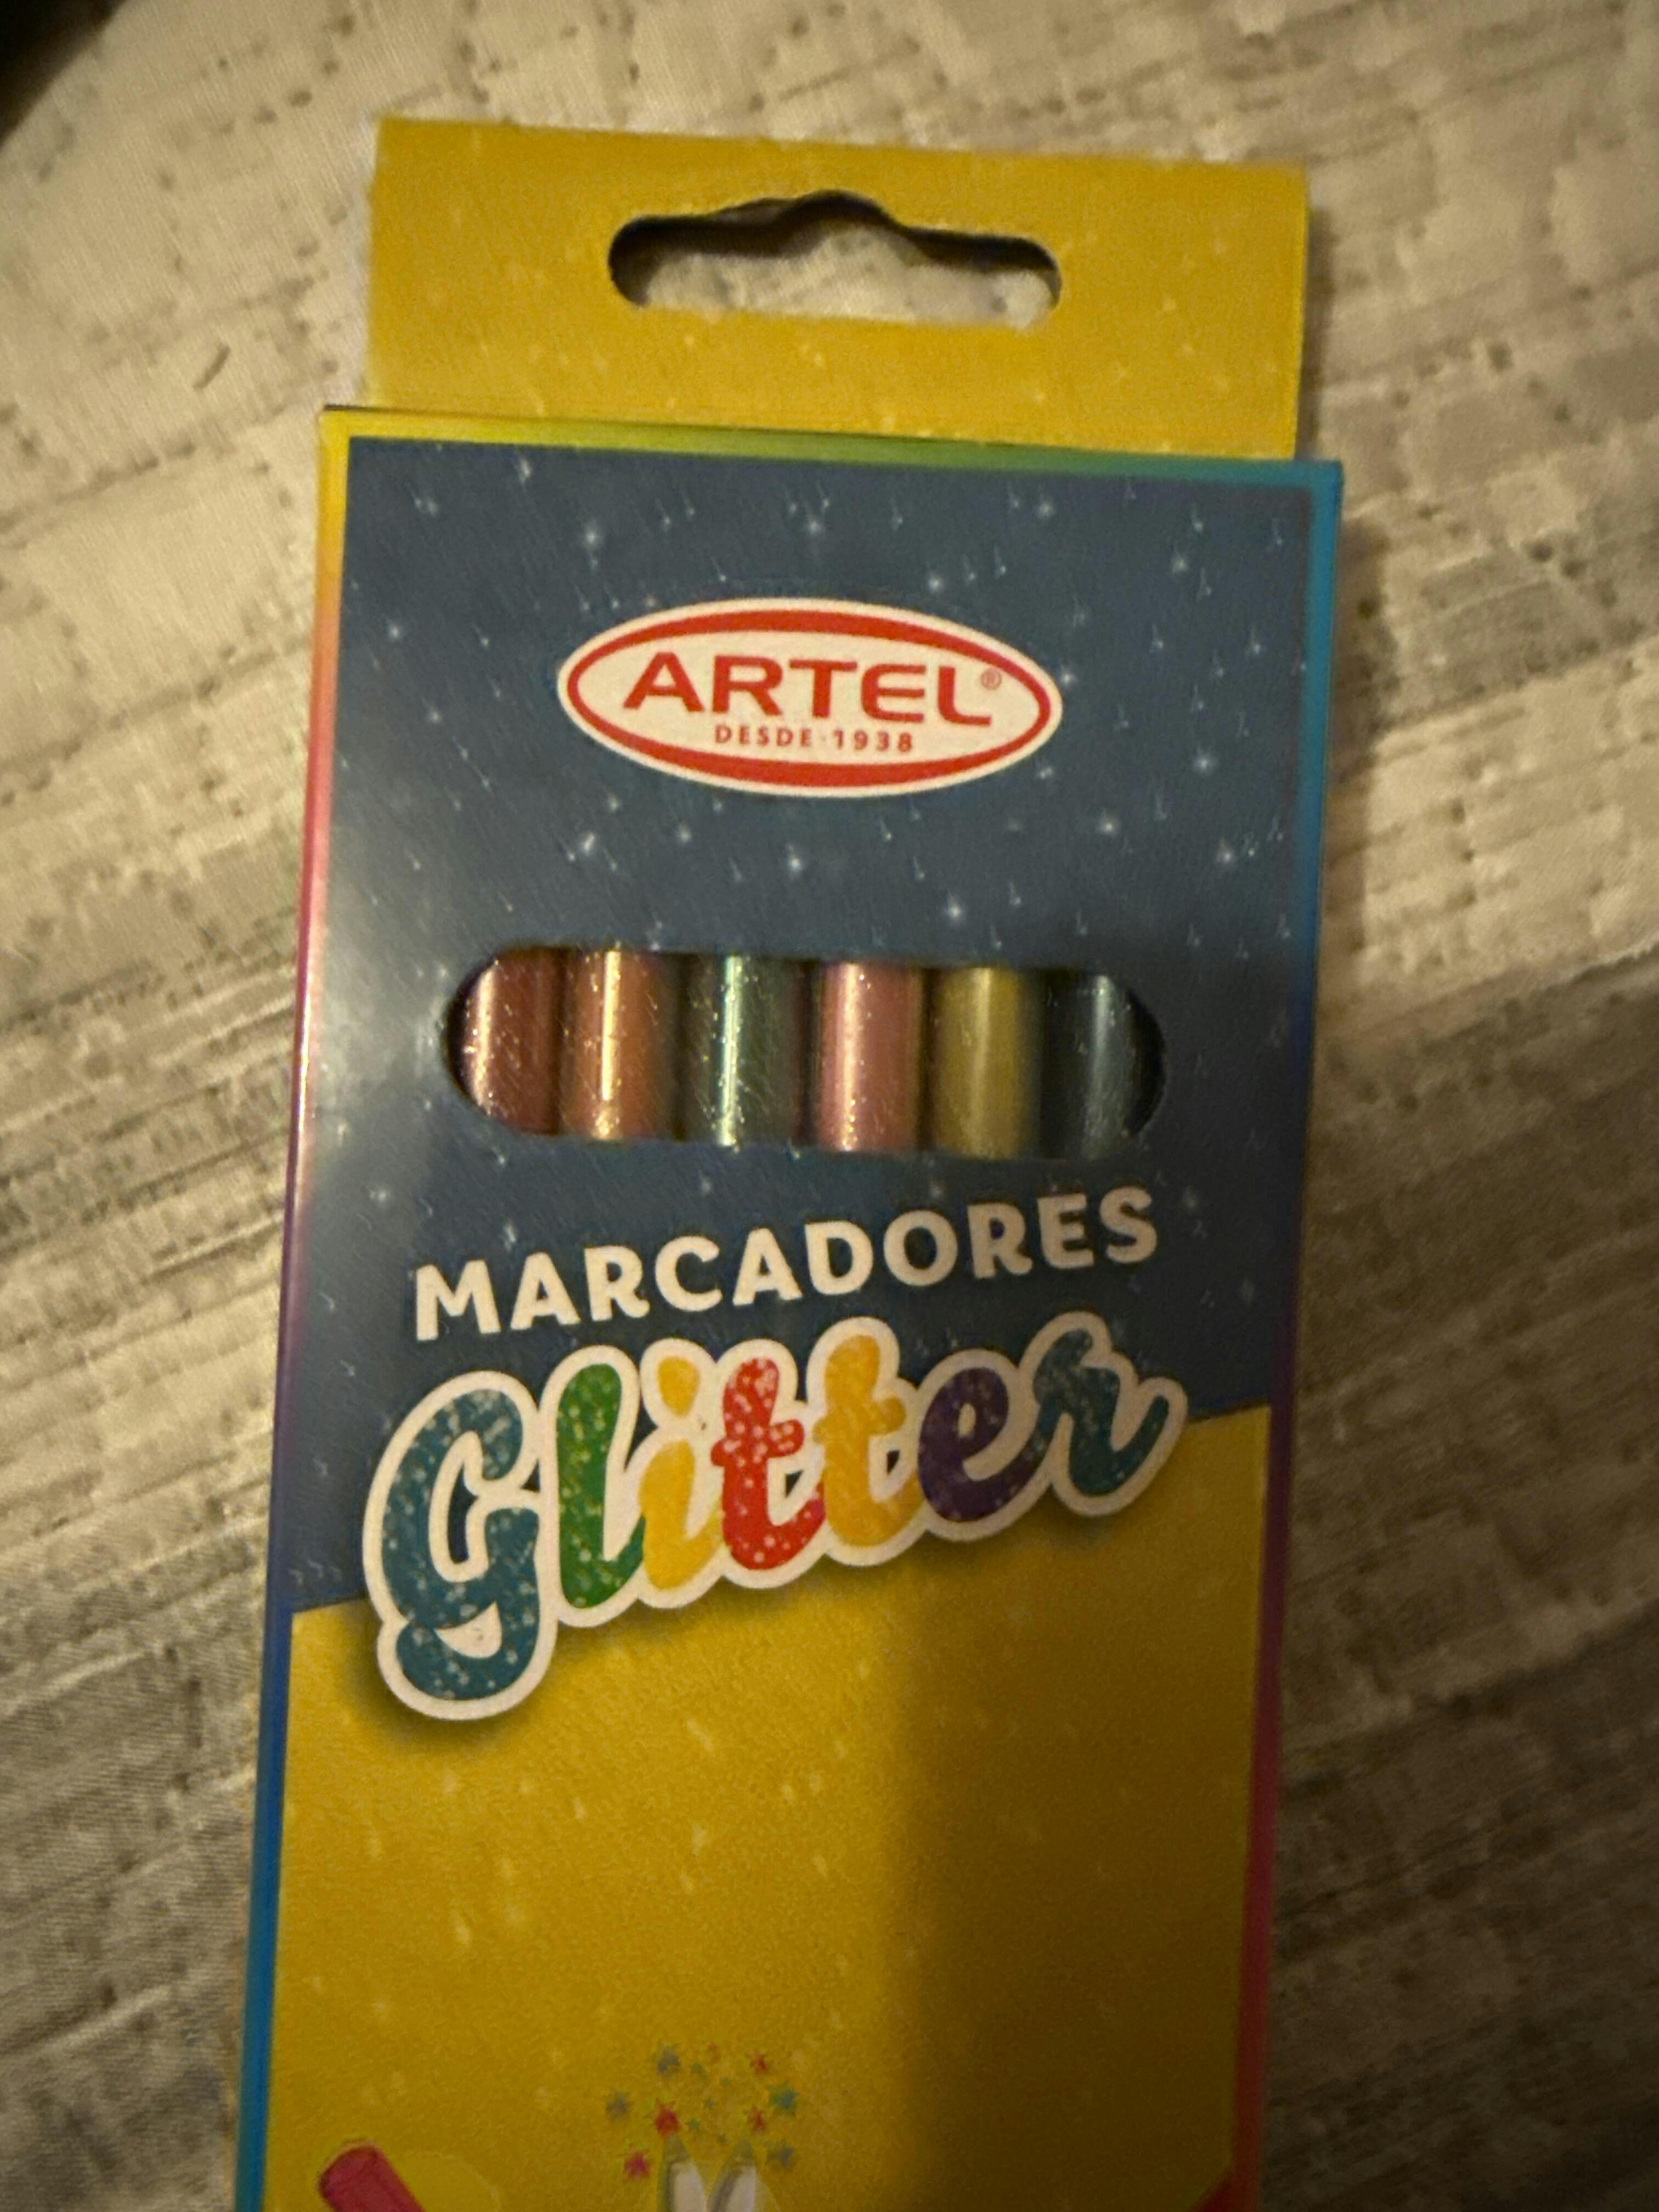 ARTEL®
DESDE·1938
MARCADORES
Glitter